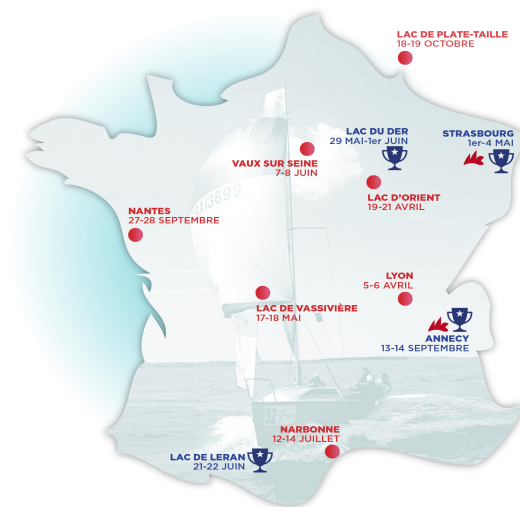 LAC DE PLATE-TAILLE
18-19 OCTOBRE
LAC DU DER
29 MAI-1er JUIN
STRASBOURG
1er-4 MAI
VAUX SUR SEINE
7-8 JUIN
LAC D'ORIENT
19-21 AVRIL
NANTES
27-28 SEPTEMBRE
LYON
5-6 AVRIL
LAC DE VASSIVIÈRE
17-18 MAI
ANNECY
13-14 SEPTEMBRE
NARBONNE
12-14 JUILLET
LAC DE LERAN
21-22 JUIN